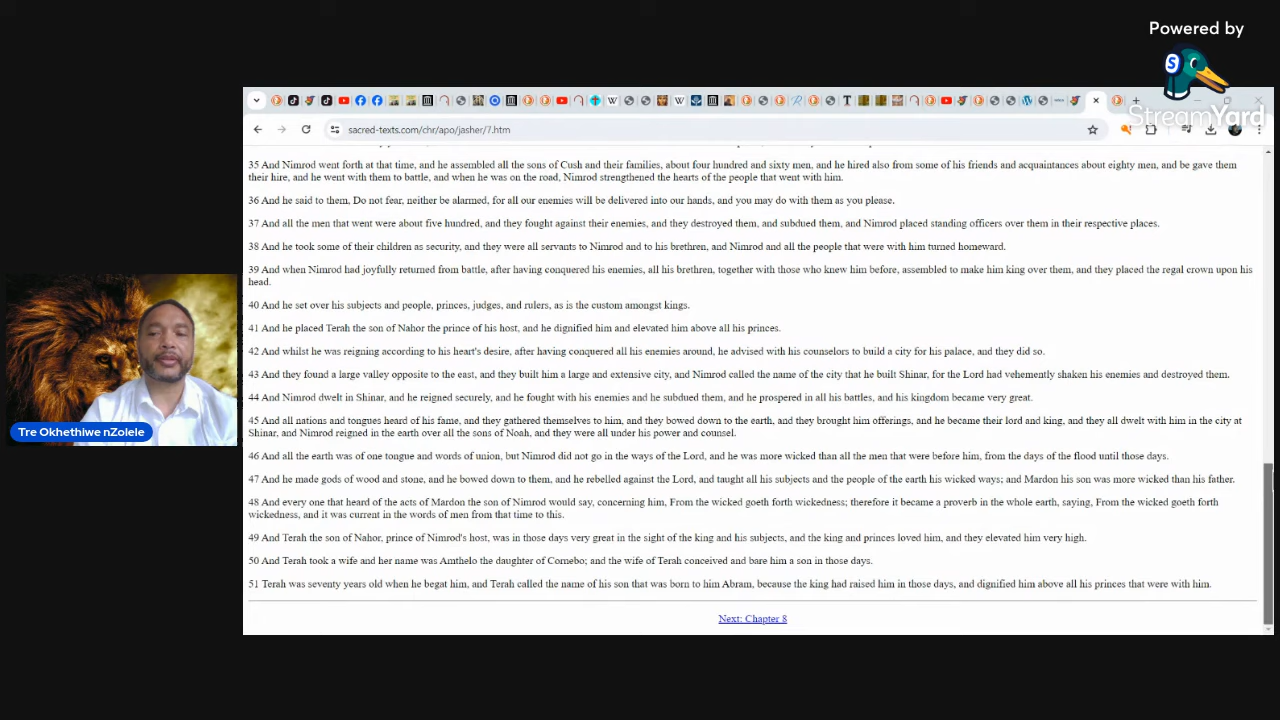 Powered by
S
StreamYard
sacred-texts.com/chr/apo/jasher/7.htm
35 And Nimrod went forth at that time, and he assembled all the sons of Cush and their families, about four hundred and sixty men, and he hired also from some of his friends and acquaintances about eighty men, and be gave them
their hire, and he went with them to battle, and when he was on the road, Nimrod strengthened the hearts of the people that went with him.
36 And he said to them, Do not fear, neither be alarmed, for all our enemies will be delivered into our hands, and you may do with them as you please.
37 And all the men that went were about five hundred, and they fought against their enemies, and they destroyed them, and subdued them, and Nimrod placed standing officers over them in their respective places.
38 And he took some of their children as security, and they were all servants to Nimrod and to his brethren, and Nimrod and all the people that were with him turned homeward.
39 And when Nimrod had joyfully returned from battle, after having conquered his enemies, all his brethren, together with those who knew him before, assembled to make him king over them, and they placed the regal crown upon his
head.
40 And he set over his subjects and people, princes, judges, and rulers, as is the custom amongst kings.
41 And he placed Terah the son of Nahor the prince of his host, and he dignified him and elevated him above all his princes.
42 And whilst he was reigning according to his heart's desire, after having conquered all his enemies around, he advised with his counselors to build a city for his palace, and they did so.
43 And they found a large valley opposite to the east, and they built him a large and extensive city, and Nimrod called the name of the city that he built Shinar, for the Lord had vehemently shaken his enemies and destroyed them.
44 And Nimrod dwelt in Shinar, and he reigned securely, and he fought with his enemies and he subdued them, and he prospered in all his battles, and his kingdom became very great.
45 And all nations and tongues heard of his fame, and they gathered themselves to him, and they bowed down to the earth, and they brought him offerings, and he became their lord and king, and they all dwelt with him in the city at
Shinar, and Nimrod reigned in the earth over all the sons of Noah, and they were all under his power and counsel.
46 And all the earth was of one tongue and words of union, but Nimrod did not go in the ways of the Lord, and he was more wicked than all the men that were before him, from the days of the flood until those days.
47 And he made gods of wood and stone, and he bowed down to them, and he rebelled against the Lord, and taught all his subjects and the people of the earth his wicked ways; and Mardon his son was more wicked than his father.
48 And every one that heard of the acts of Mardon the son of Nimrod would say, concerning him, From the wicked goeth forth wickedness; therefore it became a proverb in the whole earth, saying, From the wicked goeth forth
wickedness, and it was current in the words of men from that time to this.
49 And Terah the son of Nahor, prince of Nimrod's host, was in those days very great in the sight of the king and his subjects, and the king and princes loved him, and they elevated him very high.
50 And Terah took a wife and her name was Amthelo the daughter of Cornebo; and the wife of Terah conceived and bare him a son in those days.
51 Terah was seventy years old when he begat him, and Terah called the name of his son that was born to him Abram, because the king had raised him in those days, and dignified him above all his princes that were with him.
Next: Chapter 8
Tre Okhethiwe nZolele